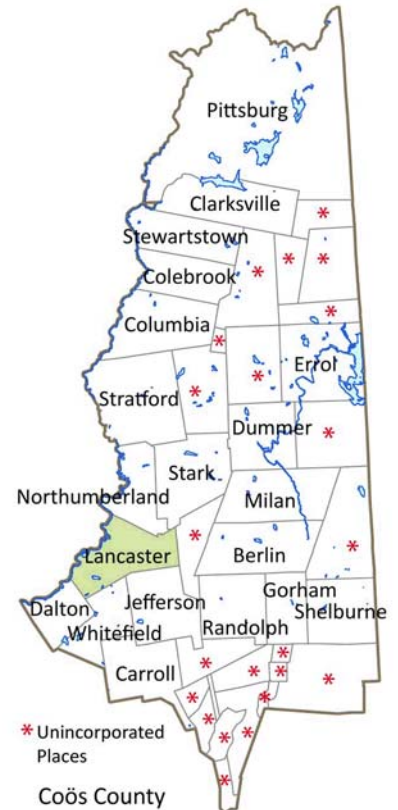 Pittsburg
Clarksville
Stewartstown
Colebrook
Columbia
Errol
Stratford
Dummer
Stark
Northumberland
Milan
Lancaster
Berlin
Gorham
Jefferson
Dalton
Shelburne
Whitefield
Randolph
Carroll
* Unincorporated
Places
Coös County